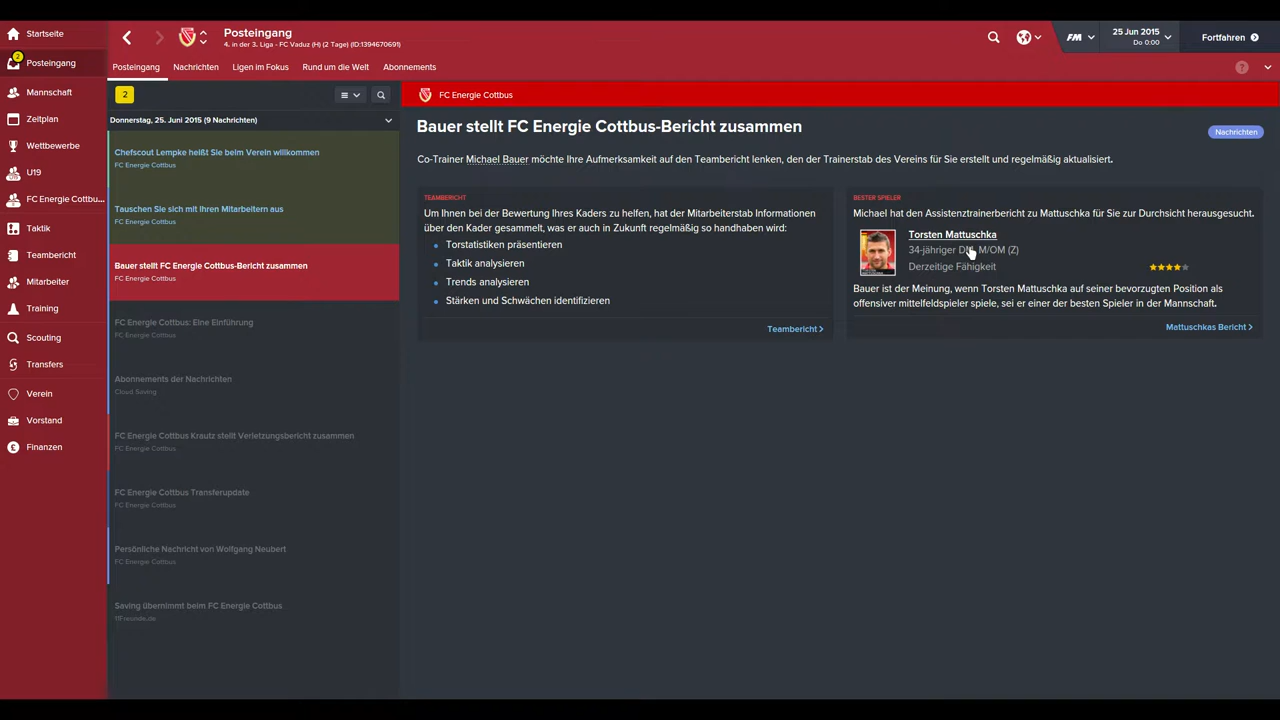 Startseite
2
Posteingang
Mannschaft
Zeitplan
Wettbewerbe
U19
U19
FC Energie Cottbu...
Taktik
Teambericht
Mitarbeiter
Training
Scouting
Transfers
Verein
Vorstand
Finanzen
Posteingang
4. in der 3. Liga - FC Vaduz (H) (2 Tage) (ID:1394670691)
FM
25 Jun 2015
Do 0:00
Fortfahren
Posteingang
Nachrichten
Ligen im Fokus
Rund um die Welt
Abonnements
?
2
Donnerstag, 25. Juni 2015 (9 Nachrichten)
Chefscout Lempke heißt Sie beim Verein willkommen
FC Energie Cottbus
Tauschen Sie sich mit Ihren Mitarbeitern aus
FC Energie Cottbus
Bauer stellt FC Energie Cottbus-Bericht zusammen
FC Energie Cottbus
FC Energie Cottbus: Eine Einführung
FC Energie Cottbus
Abonnements der Nachrichten
Cloud, Saving
FC Energie Cottbus Krautz stellt Verletzungsbericht zusammen
FC Energie Cottbus
FC Energie Cottbus Transferupdate
FC Energie Cottbus
Persönliche Nachricht von Wolfgang Neubert
FC Energie Cottbus
Saving übernimmt beim FC Energie Cottbus
11Freunde.de
FC Energie Cottbus
Bauer stellt FC Energie Cottbus-Bericht zusammen
Nachrichten
Co-Trainer Michael Bauer möchte Ihre Aufmerksamkeit auf den Teambericht lenken, den der Trainerstab des Vereins für Sie erstellt und regelmäßig aktualisiert.
TEAMBERICHT
Um Ihnen bei der Bewertung Ihres Kaders zu helfen, hat der Mitarbeiterstab Informationen
über den Kader gesammelt, was er auch in Zukunft regelmäßig so handhaben wird:
Torstatistiken präsentieren
Taktik analysieren
Trends analysieren
Stärken und Schwächen identifizieren
Teambericht
BESTER SPIELER
Michael hat den Assistenztrainerbericht zu Mattuschka für Sie zur Durchsicht herausgesucht.
Torsten Mattuschka
34-jähriger M/OM (Z)
Derzeitige Fähigkeit
Bauer ist der Meinung, wenn Torsten Mattuschka auf seiner bevorzugten Position als
offensiver mittelfeldspieler spiele, sei er einer der besten Spieler in der Mannschaft.
Mattuschkas Bericht